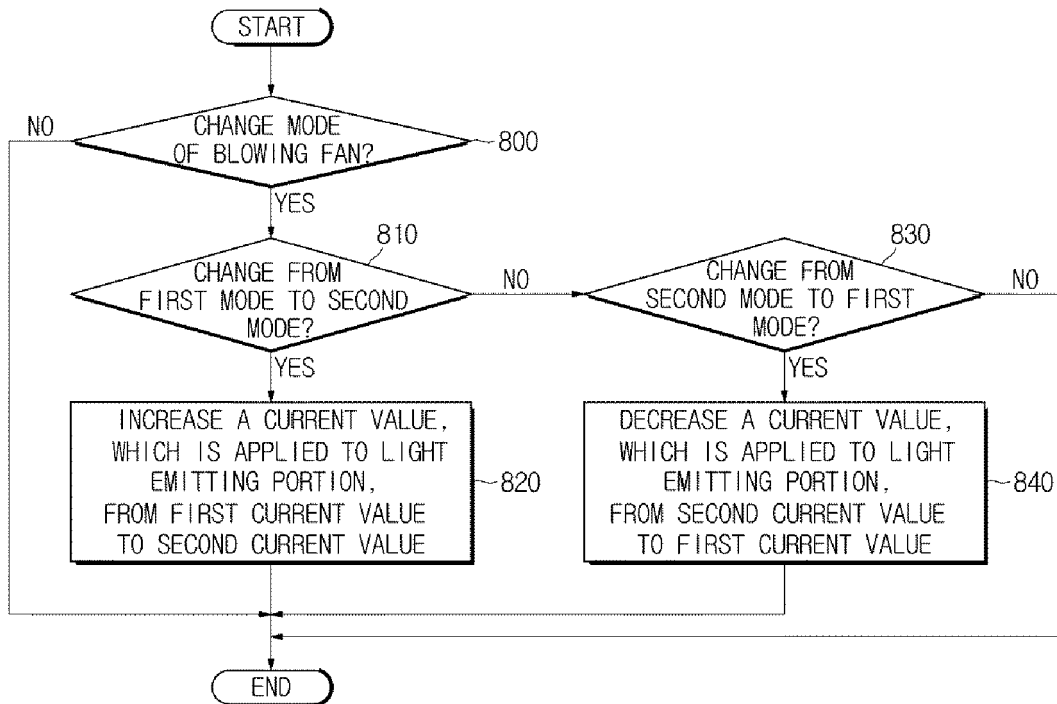 START
NO
CHANGE MODE
OF BLOWING FAN?
800
YES
810
CHANGE FROM
FIRST MODE TO SECOND
MODE?
NO
830
CHANGE FROM
SECOND MODE TO FIRST
MODE?
NO
YES
INCREASE A CURRENT VALUE,
WHICH IS APPLIED TO LIGHT
EMITTING PORTION,
FROM FIRST CURRENT VALUE
TO SECOND CURRENT VALUE
820
YES
DECREASE A CURRENT VALUE,
WHICH IS APPLIED TO LIGHT
EMITTING PORTION,
FROM SECOND CURRENT VALUE
TO FIRST CURRENT VALUE
840
END